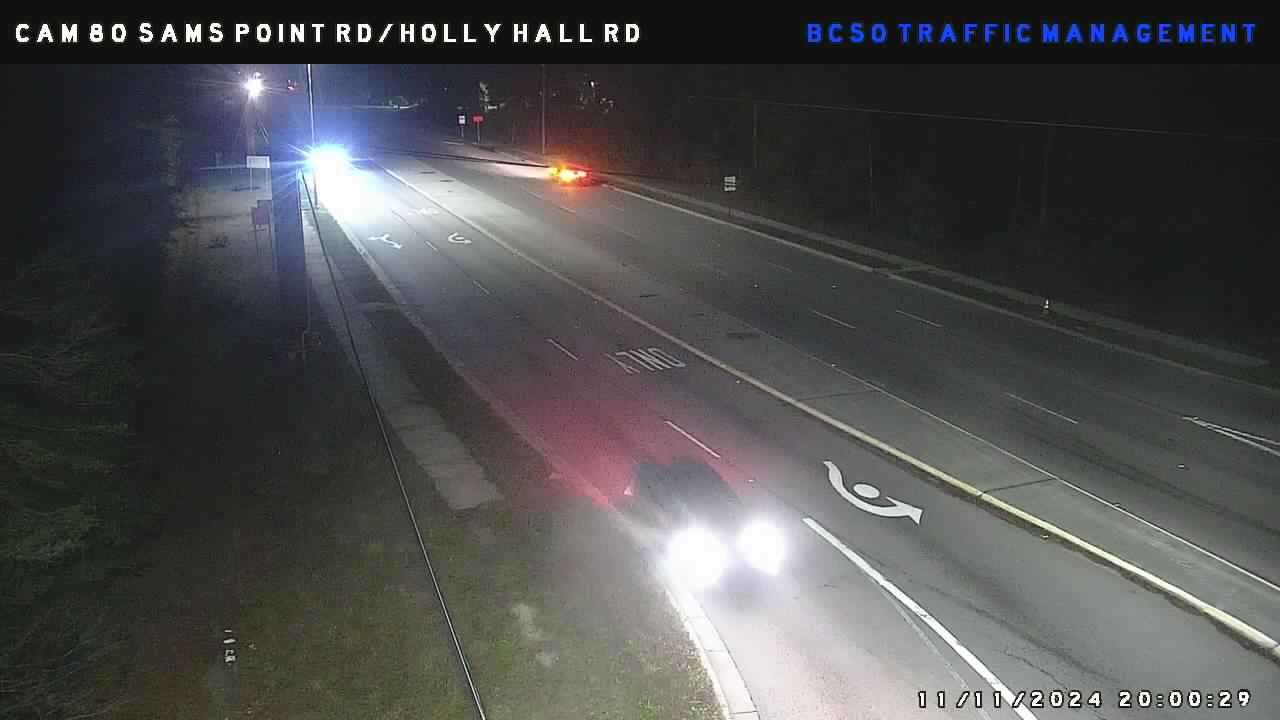 CAM 80 SAMS POINT RD/HOLLY HALL RD
BCSO TRAFFIC MANAGEMENT
ONLY
11/11/2024 20:00:29